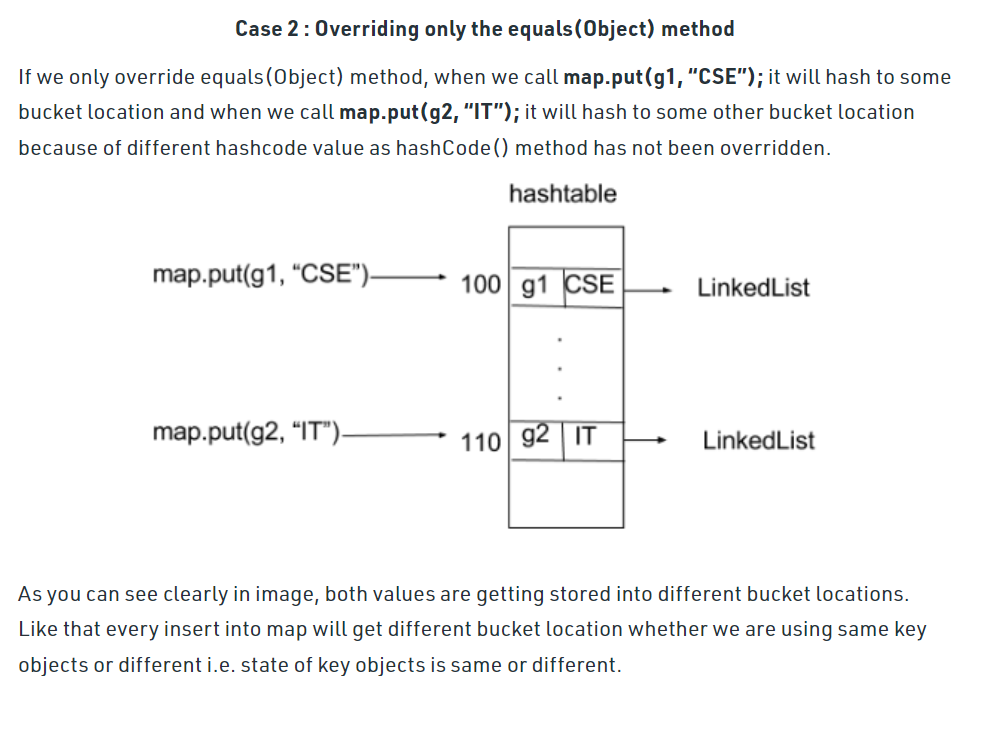 Case 2 : Overriding only the equals(Object) method
If we only override equals(Object) method, when we call map.put(g1, "CSE"); it will hash to some
bucket location and when we call map.put(g2, "IT"); it will hash to some other bucket location
because of different hashcode value as hashCode() method has not been overridden.
hashtable
map.put(g1, “CSE”) 100 g1 CSE LinkedList
map.put(g2, “IT”) 110 g2 IT LinkedList
As you can see clearly in image, both values are getting stored into different bucket locations.
Like that every insert into map will get different bucket location whether we are using same key
objects or different i.e. state of key objects is same or different.